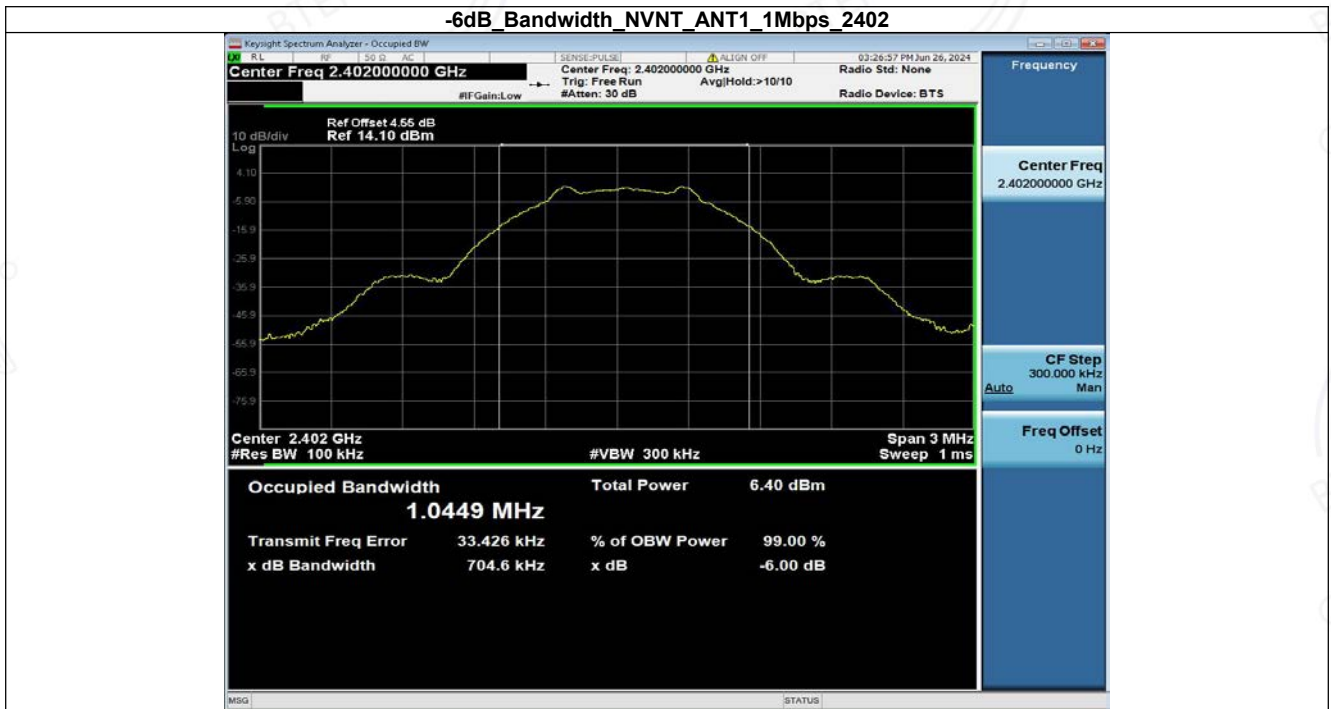 -6dB_Bandwidth_NVNT_ANT1_1Mbps_2402
Keysight Spectrum Analyzer - Occupied BW
LXI RL RF 50 Ω AC SENSE:PULSE ALIGN OFF 03:26:57 PM Jun 26, 2024
Center Freq 2.402000000 GHz
Center Freq: 2.402000000 GHz Radio Std: None
Trig: Free Run Avg|Hold:>10/10
#IFGain:Low #Atten: 30 dB Radio Device: BTS
Ref Offset 4.55 dB
10 dB/div Ref 14.10 dBm
Log
4.10
-5.90
-15.9
-25.9
-35.9
-45.9
-55.9
-65.9
-75.9
Center 2.402 GHz Span 3 MHz
#Res BW 100 kHz #VBW 300 kHz Sweep 1 ms
Occupied Bandwidth Total Power 6.40 dBm
1.0449 MHz
Transmit Freq Error 33.426 kHz % of OBW Power 99.00 %
x dB Bandwidth 704.6 kHz x dB -6.00 dB
MSG STATUS
Frequency
Center Freq
2.402000000 GHz
CF Step
300.000 kHz
Auto Man
Freq Offset
0 Hz